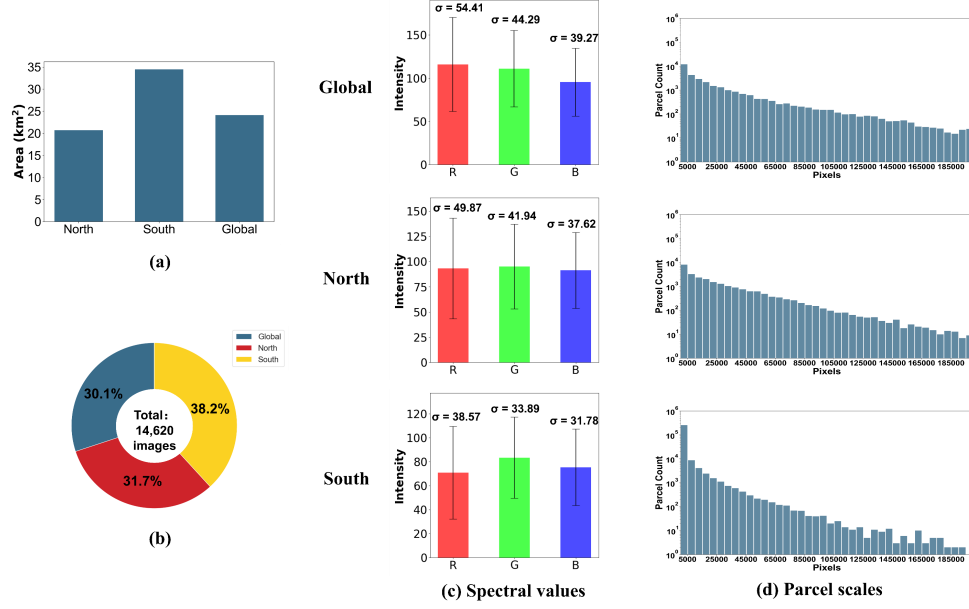 35
30
25
20
15
10
5
0
Area (km²)
North South Global
(a)
Global
North
South
30.1%
38.2%
31.7%
Total:
14,620
images
(b)
Global
150
100
50
0
Intensity
σ = 54.41
σ = 44.29
σ = 39.27
R G B
North
150
125
100
75
50
25
0
Intensity
σ = 49.87
σ = 41.94
σ = 37.62
R G B
South
120
100
80
60
40
20
0
Intensity
σ = 38.57
σ = 33.89
σ = 31.78
R G B
(c) Spectral values
10⁶
10⁴
10³
10²
10¹
10⁰
Parcel Count
5000 25000 45000 65000 85000 105000 125000 145000 165000 185000
Pixels
10⁶
10⁵
10⁴
10³
10²
10¹
10⁰
Parcel Count
5000 25000 45000 65000 85000 105000 125000 145000 165000 185000
Pixels
10⁶
10⁵
10⁴
10³
10²
10¹
10⁰
Parcel Count
5000 25000 45000 65000 85000 105000 125000 145000 165000 185000
Pixels
(d) Parcel scales